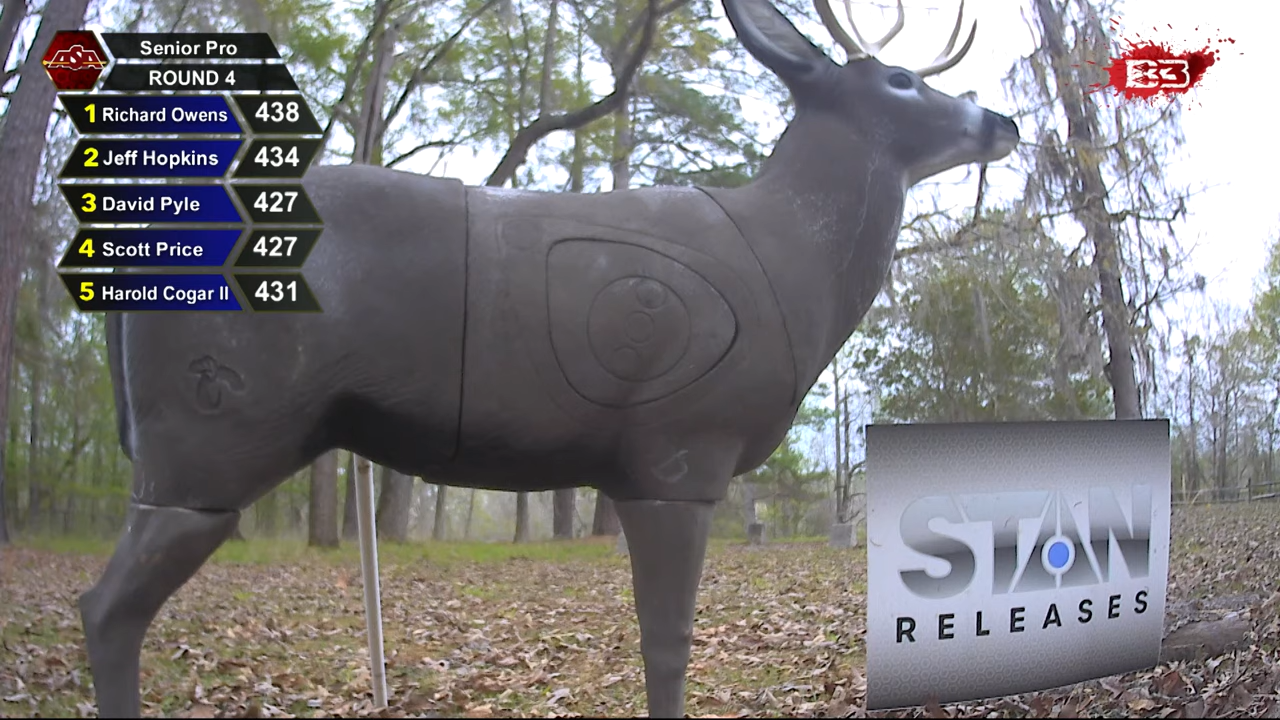 ASA
Senior Pro
ROUND 4
1 Richard Owens 438
2 Jeff Hopkins 434
3 David Pyle 427
4 Scott Price 427
5 Harold Cogar II 431
B3
STAN
RELEASES